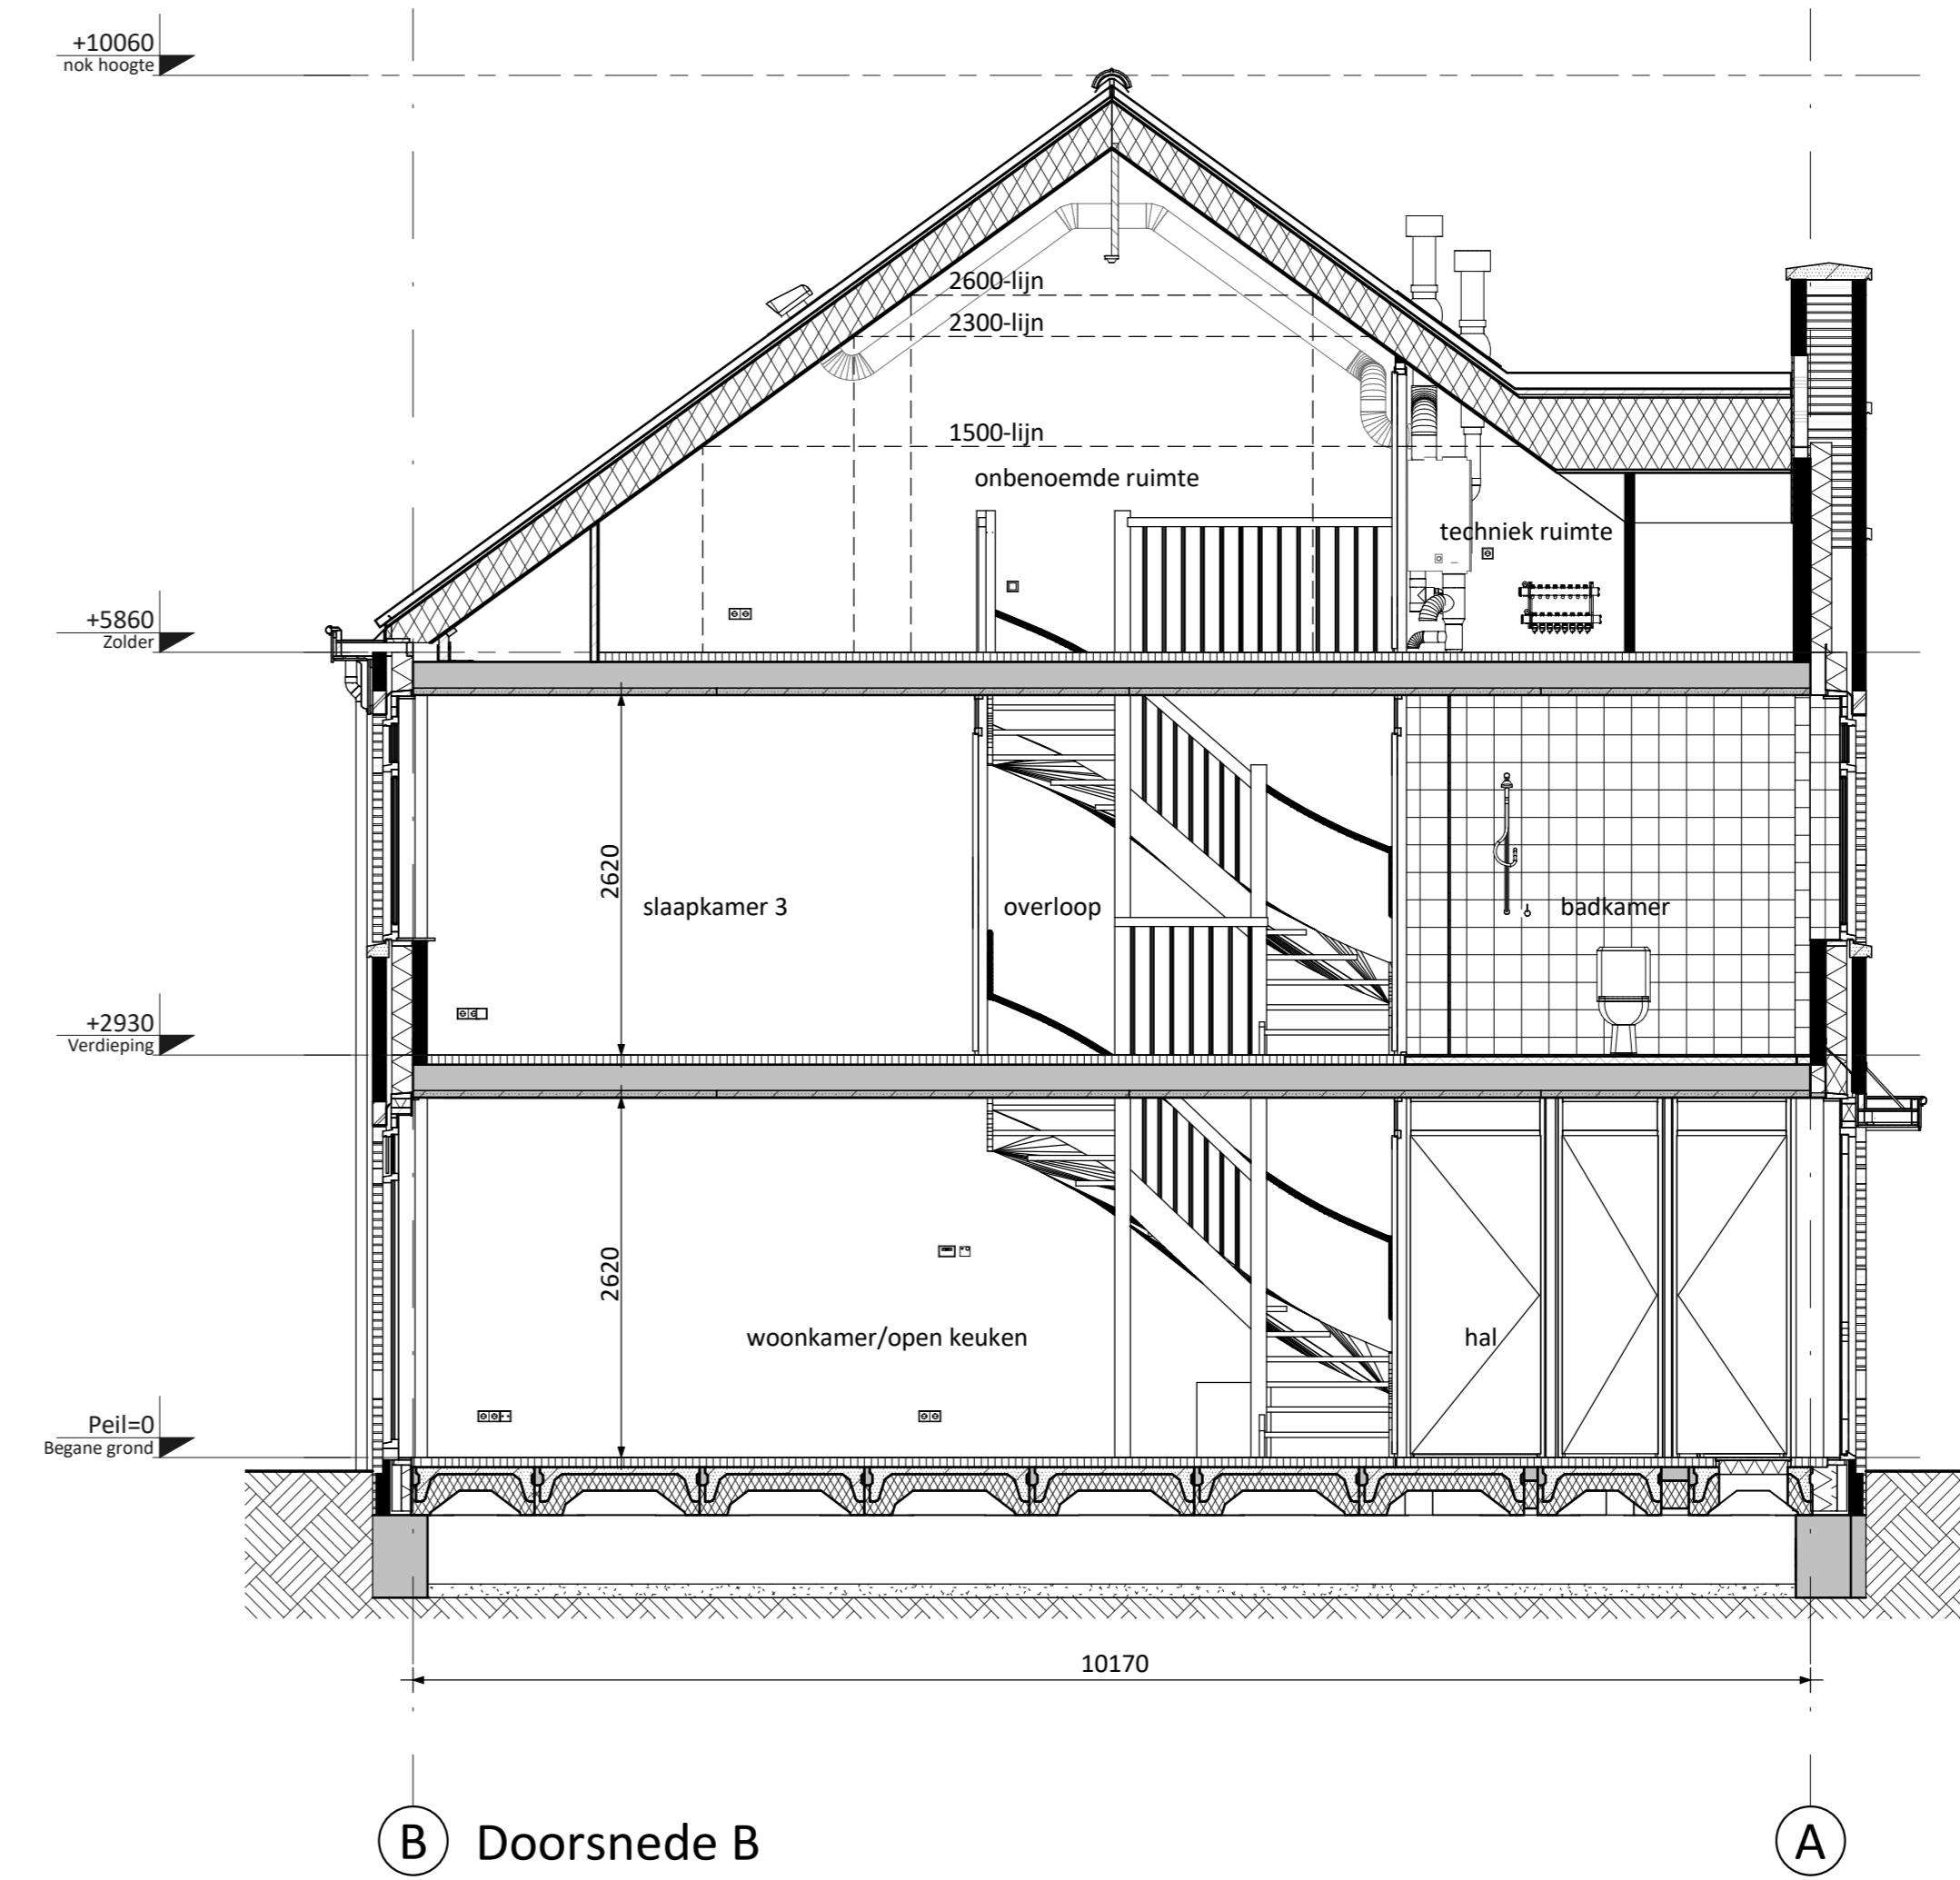 +10060
nok hoogte
2600-lijn
2300-lijn
1500-lijn
onbenoemde ruimte
techniek ruimte
+5860
Zolder
2620
slaapkamer 3
overloop
badkamer
+2930
Verdieping
2620
woonkamer/open keuken
hal
Peil=0
Begane grond
10170
B
Doorsnede B
A